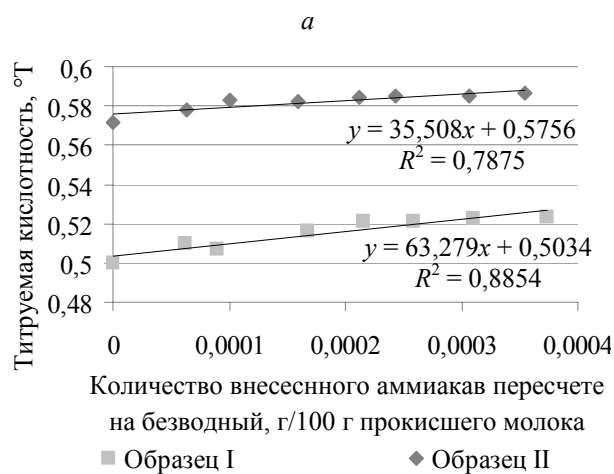 а
Титруемая кислотность, °Т
0,6
0,58
0,56
0,54
0,52
0,5
0,48
y = 35,508x + 0,5756
R² = 0,7875
y = 63,279x + 0,5034
R² = 0,8854
0 0,0001 0,0002 0,0003 0,0004
Количество внесеснного аммиакав пересчете
на безводный, г/100 г прокисшего молока
Образец I Образец II